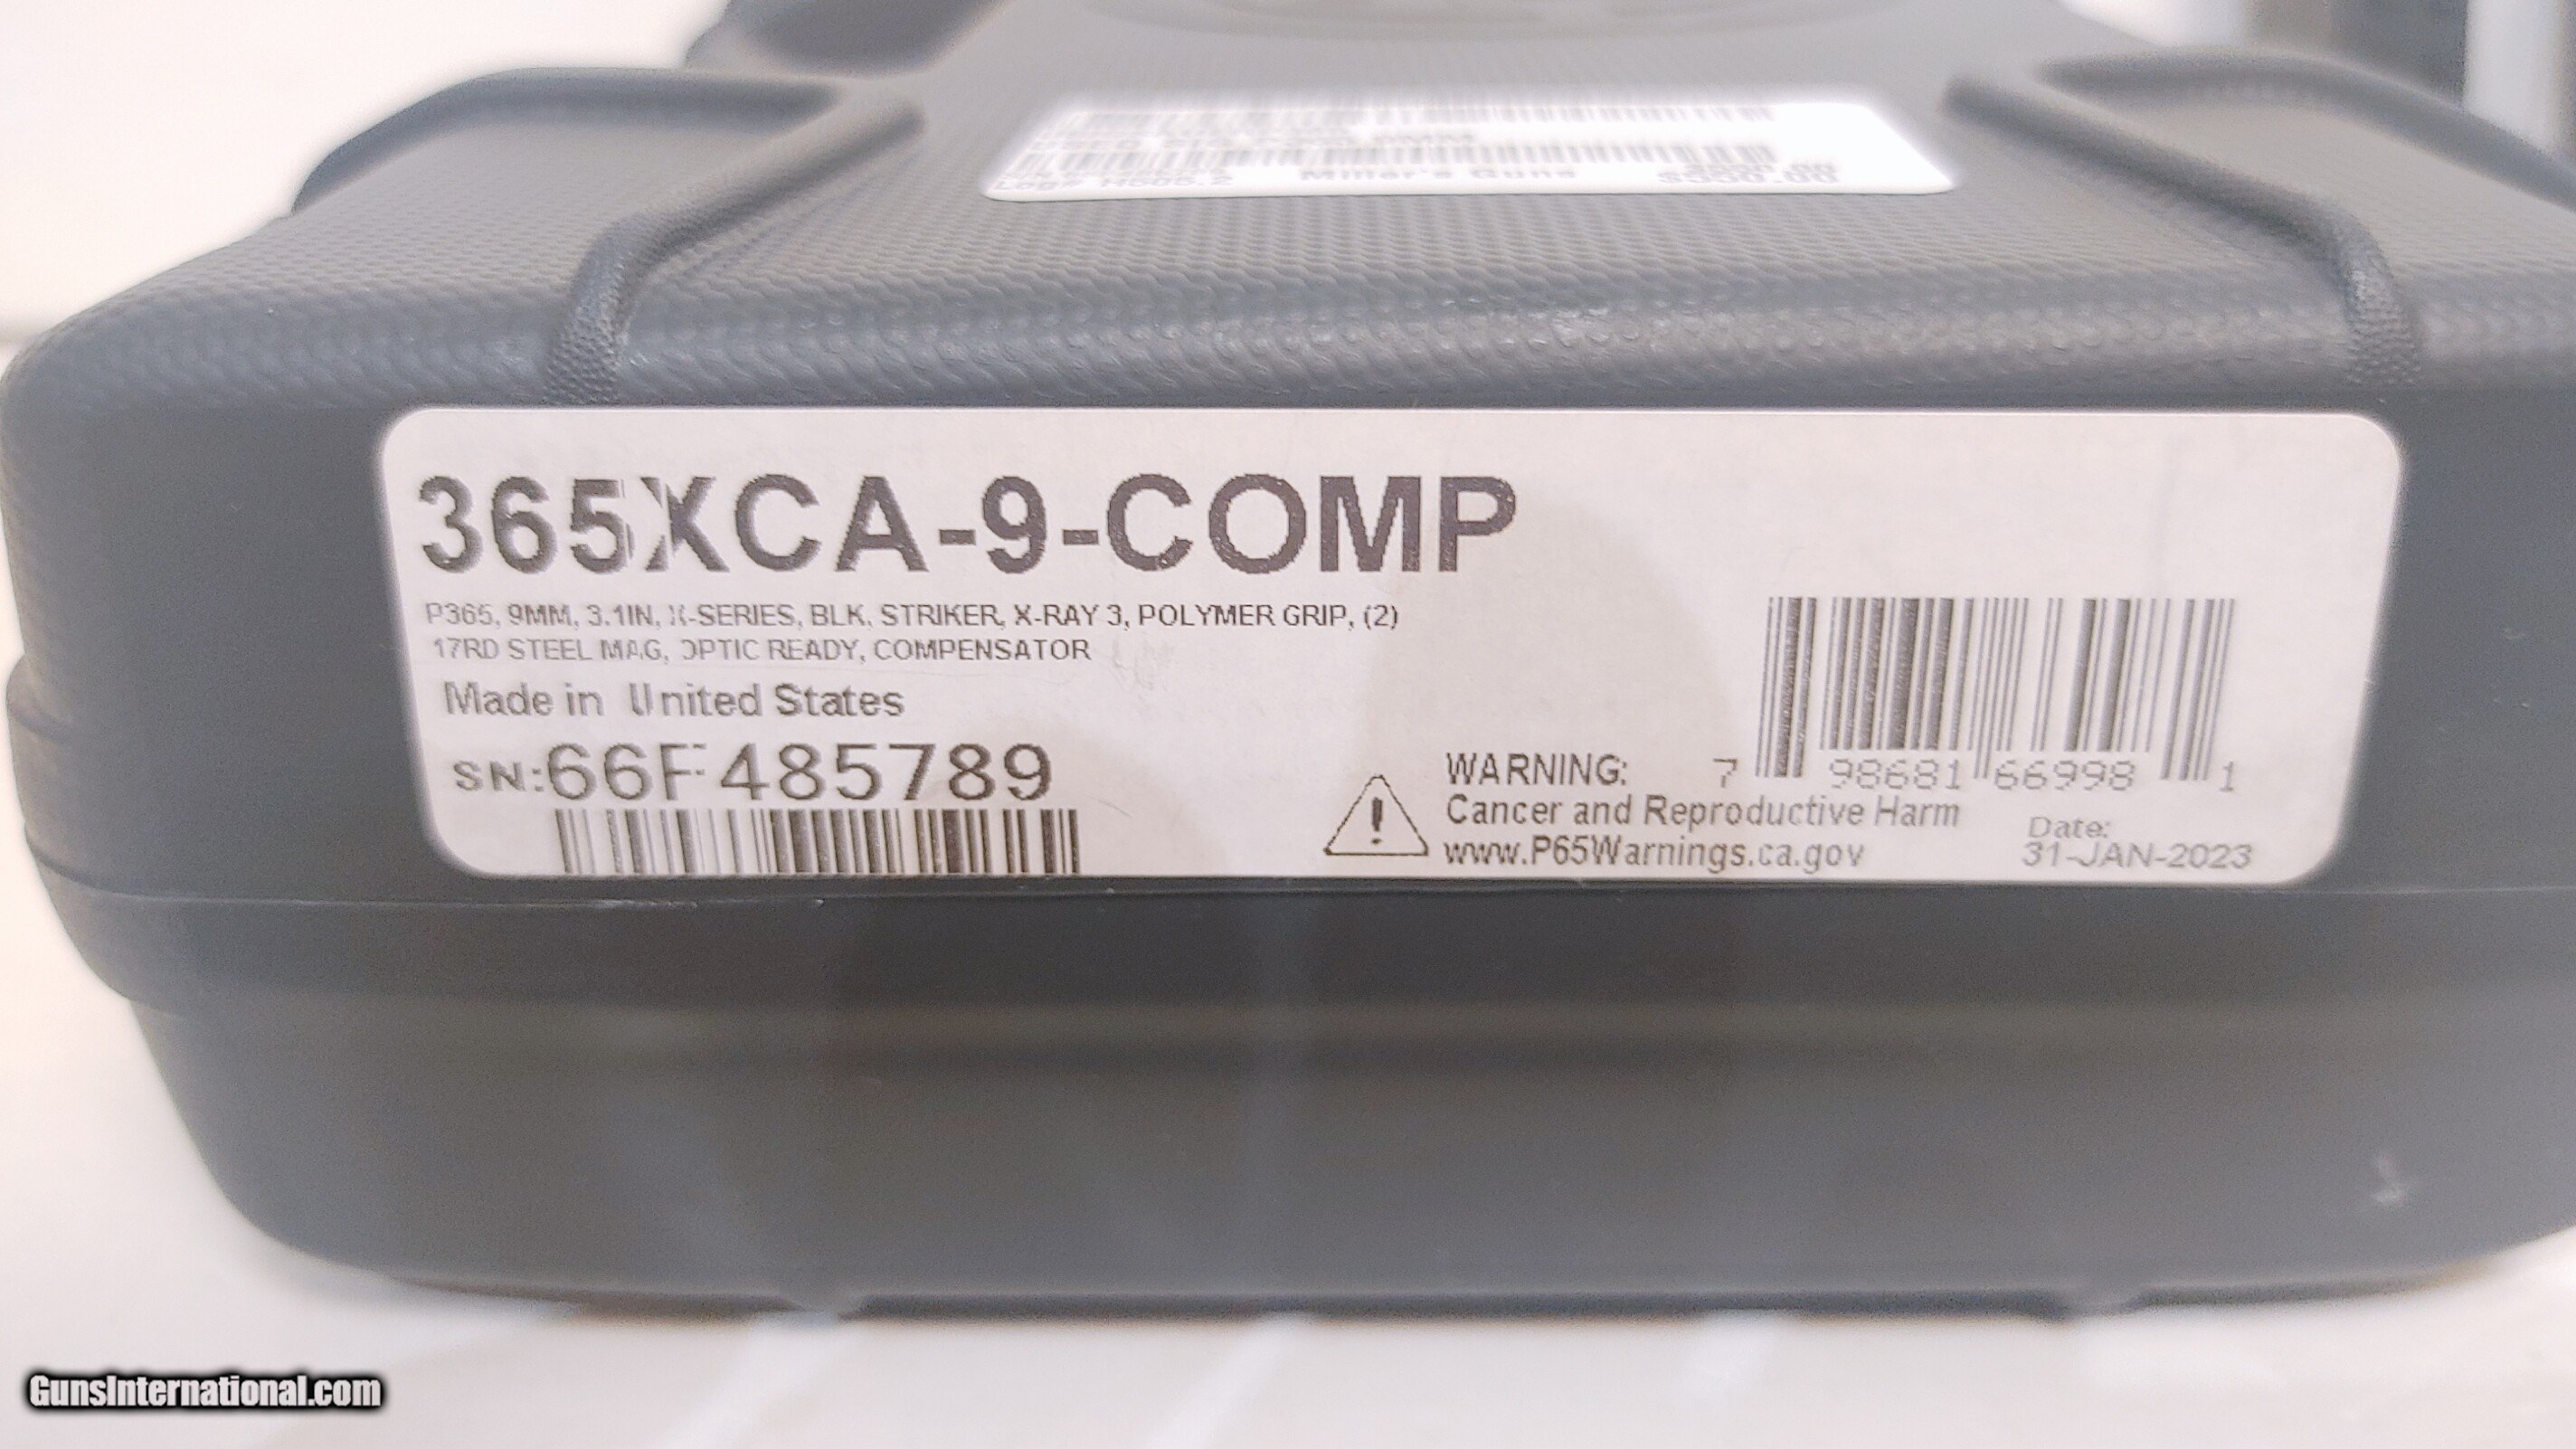 Miller's Guns
365XCA-9-COMP
P365, 9MM, 3.1IN, X-SERIES, BLK, STRIKER, X-RAY 3, POLYMER GRIP, (2)
17RD STEEL MAG, OPTIC READY, COMPENSATOR
Made in United States
SN:66F485789
WARNING:
Cancer and Reproductive Harm
www.P65Warnings.ca.gov
7 98681 66998 1
Date:
31-JAN-2023
GunsInternational.com